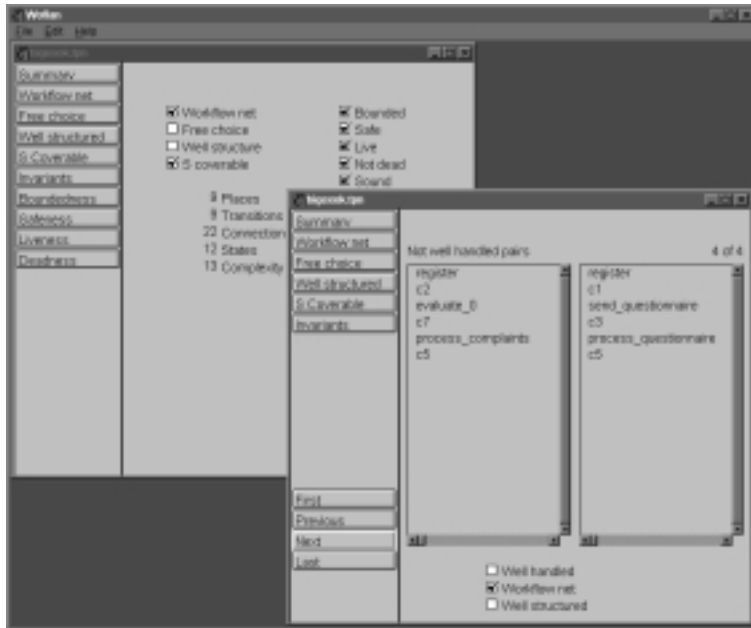 Woflan
File Edit Help
Summary
Workflow net
Free choice
Well structured
S Coverable
Invariants
Boundedness
Safeness
Liveness
Deadness
Workflow net
Free choice
Well structure
S coverable
Bounded
Safe
Live
Not dead
Sound
9 Places
9 Transitions
22 Connection
12 States
13 Complexity
Summary
Workflow net
Free choice
Well structured
S Coverable
Invariants
First
Previous
Next
Last
Not well handled pairs 4 of 4
register
c2
evaluate_0
c7
process_complaints
c5
register
c1
send_questionnaire
c3
process_questionnaire
c5
Well handled
Workflow net
Well structured